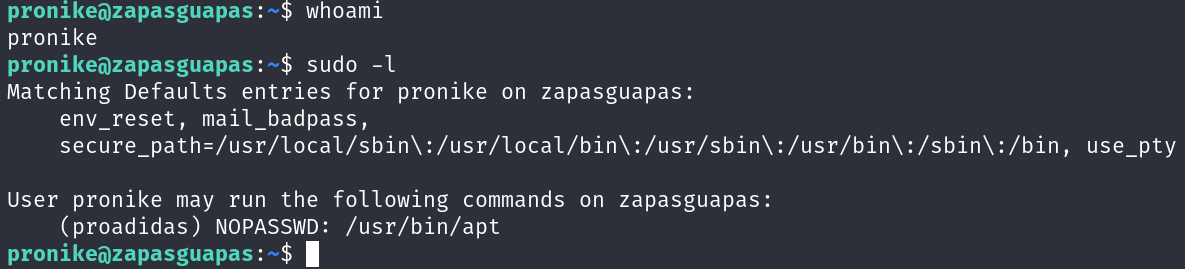 pronike@zapasguapas:~$ whoami
pronike
pronike@zapasguapas:~$ sudo -l
Matching Defaults entries for pronike on zapasguapas:
    env_reset, mail_badpass,
    secure_path=/usr/local/sbin\:/usr/local/bin\:/usr/sbin\:/usr/bin\:/sbin\:/bin, use_pty

User pronike may run the following commands on zapasguapas:
    (proadidas) NOPASSWD: /usr/bin/apt
pronike@zapasguapas:~$